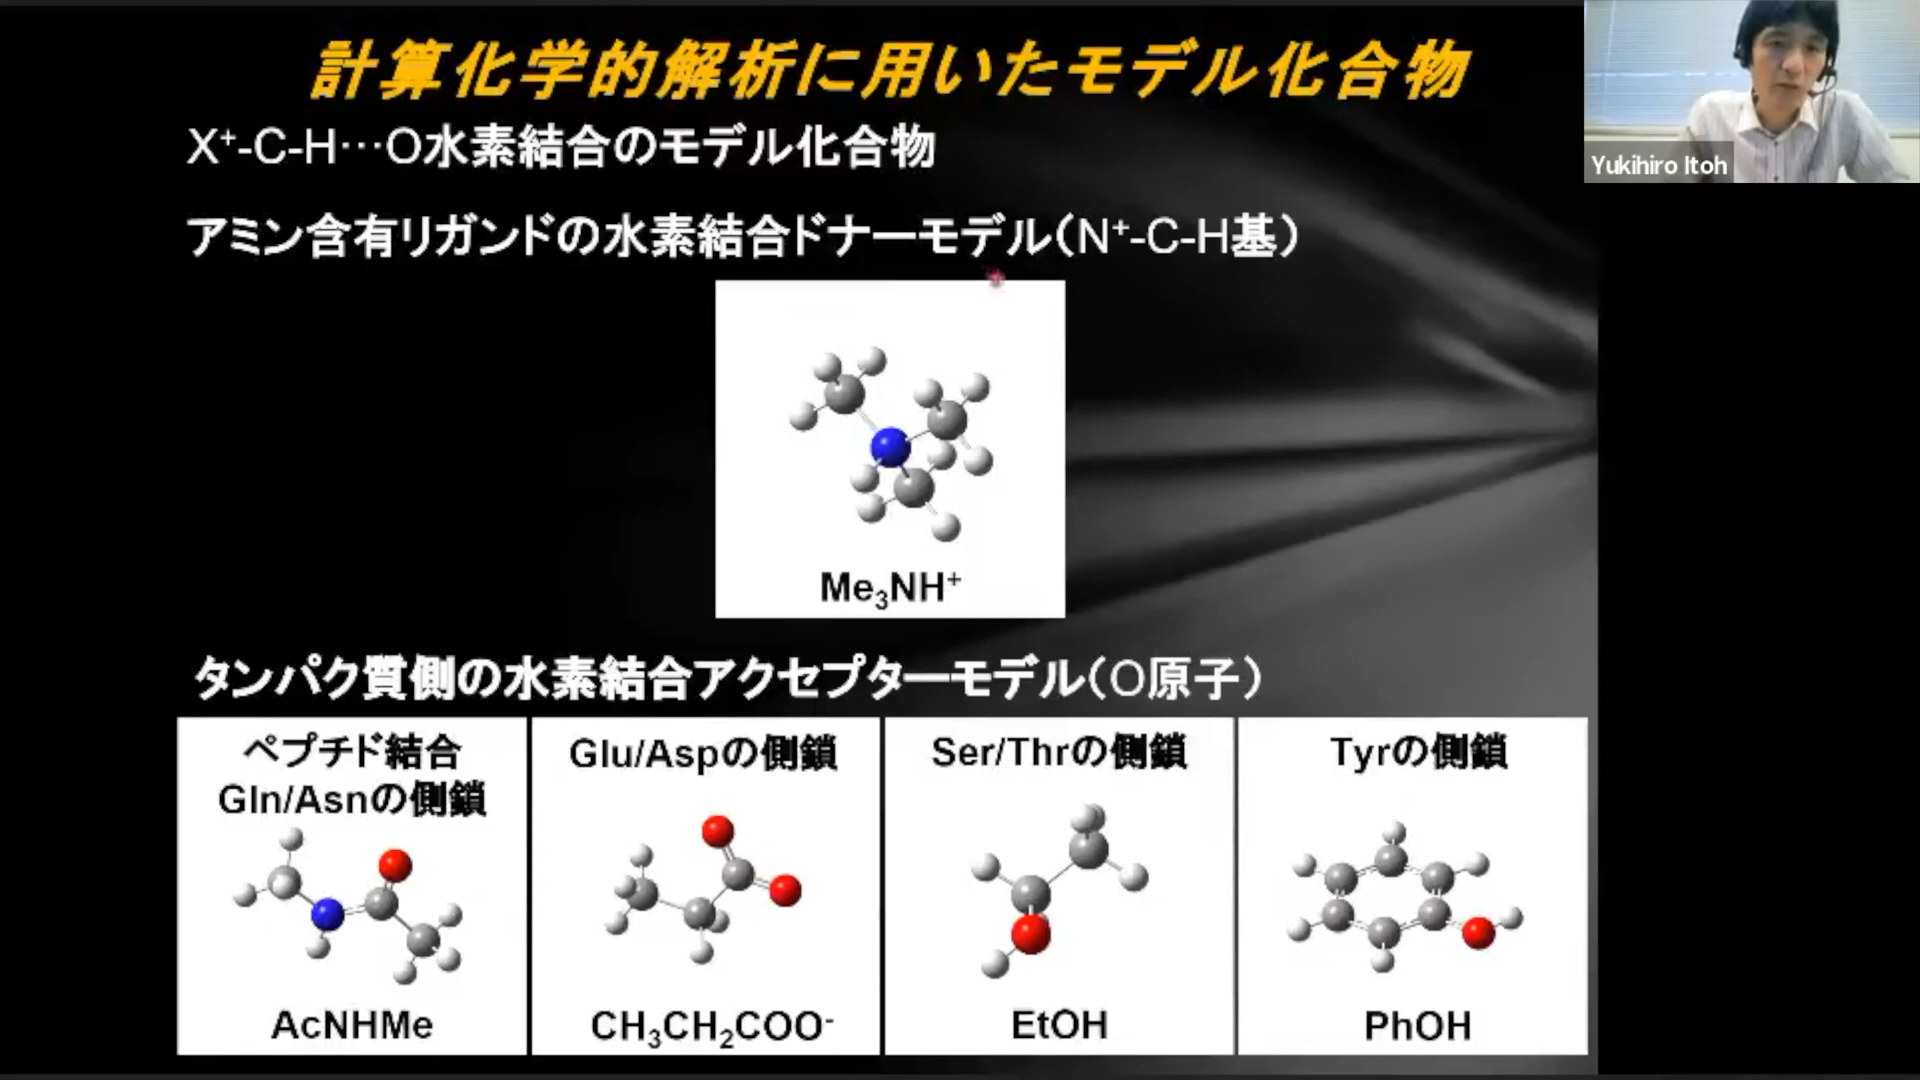 計算化学的解析に用いたモデル化合物
X⁺-C-H…O水素結合のモデル化合物
Yukihiro Itoh
アミン含有リガンドの水素結合ドナーモデル（N⁺-C-H基）
Me₃NH⁺
タンパク質側の水素結合アクセプターモデル（O原子）
ペプチド結合
Gln/Asnの側鎖
AcNHMe
Glu/Aspの側鎖
CH₃CH₂COO⁻
Ser/Thrの側鎖
EtOH
Tyrの側鎖
PhOH